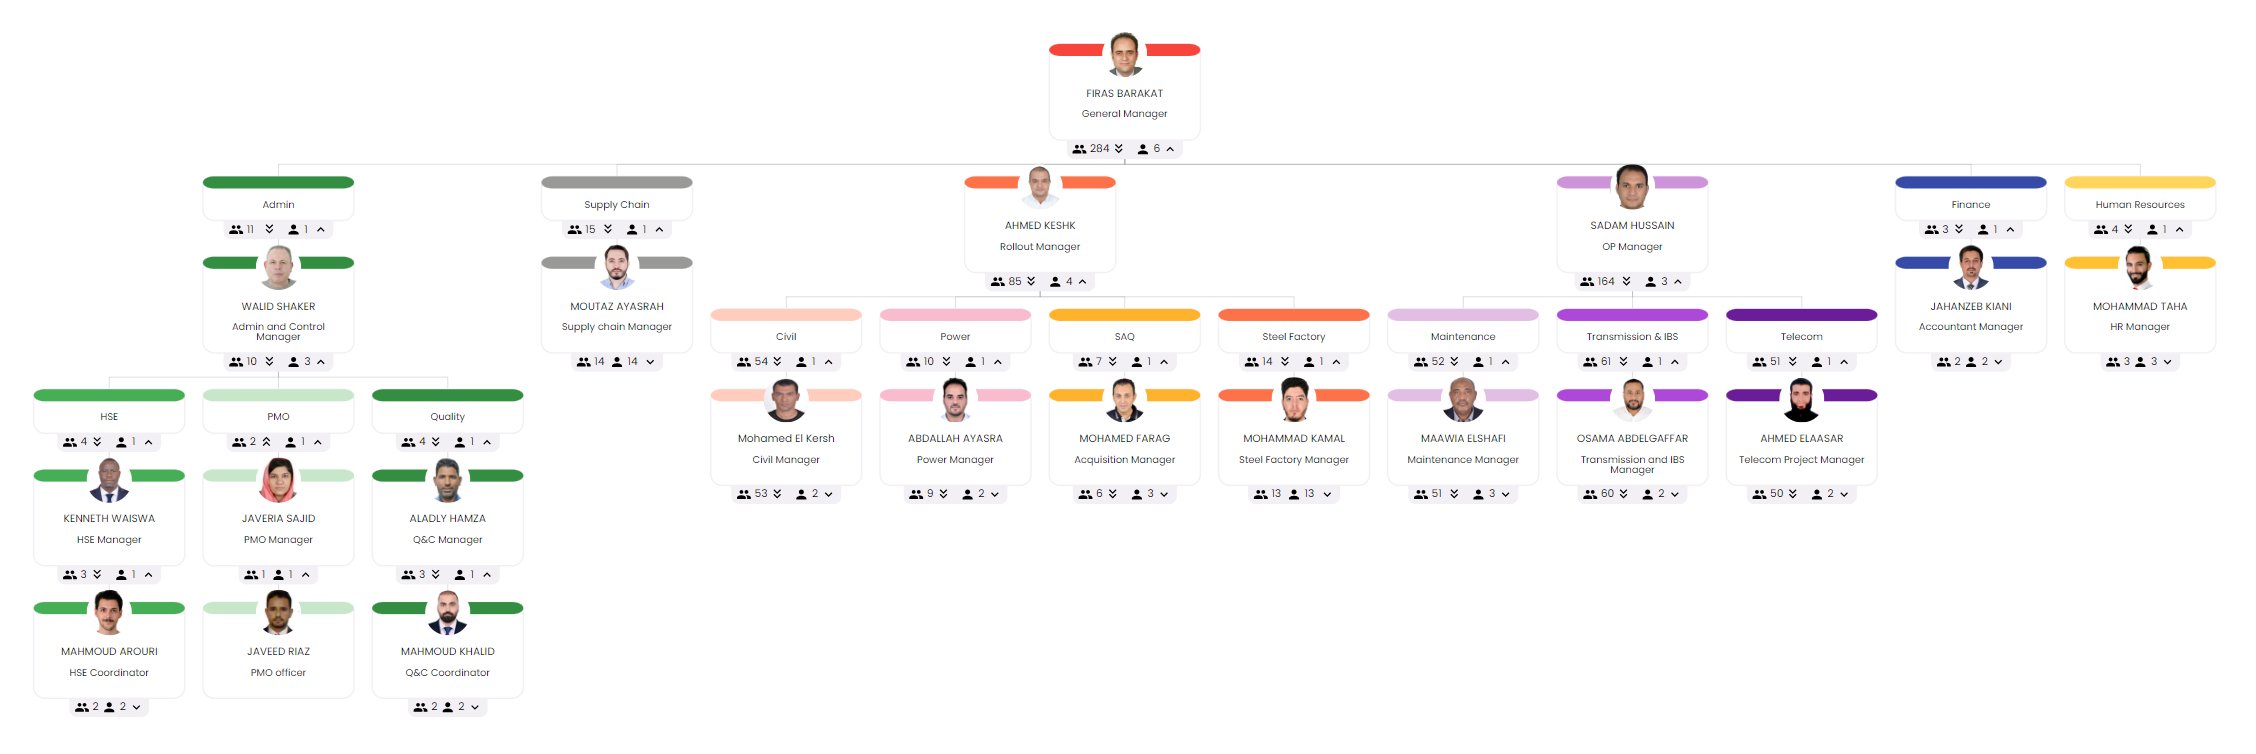 FIRAS BARAKAT
General Manager
284 6
Admin
11 1
Supply Chain
15 1
AHMED KESHK
Rollout Manager
85 4
SADAM HUSSAIN
OP Manager
164 3
Finance
3 1
Human Resources
4 1
WALID SHAKER
Admin and Control
Manager
10 3
MOUTAZ AYASRAH
Supply chain Manager
14 14
Civil
54 1
Power
10 1
SAQ
7 1
Steel Factory
14 1
Maintenance
52 1
Transmission & IBS
61 1
Telecom
51 1
JAHANZEB KIANI
Accountant Manager
2 2
MOHAMMAD TAHA
HR Manager
3 3
HSE
4 1
PMO
2 1
Quality
4 1
Mohamed El Kersh
Civil Manager
53 2
ABDALLAH AYASRA
Power Manager
9 2
MOHAMED FARAG
Acquisition Manager
6 3
MOHAMMAD KAMAL
Steel Factory Manager
13 13
MAAWIA ELSHAFI
Maintenance Manager
51 3
OSAMA ABDELGAFFAR
Transmission and IBS
Manager
60 2
AHMED ELAASAR
Telecom Project Manager
50 2
KENNETH WAISWA
HSE Manager
3 1
JAVERIA SAJID
PMO Manager
1 1
ALADLY HAMZA
Q&C Manager
3 1
MAHMOUD AROURI
HSE Coordinator
2 2
JAVEED RIAZ
PMO officer
MAHMOUD KHALID
Q&C Coordinator
2 2